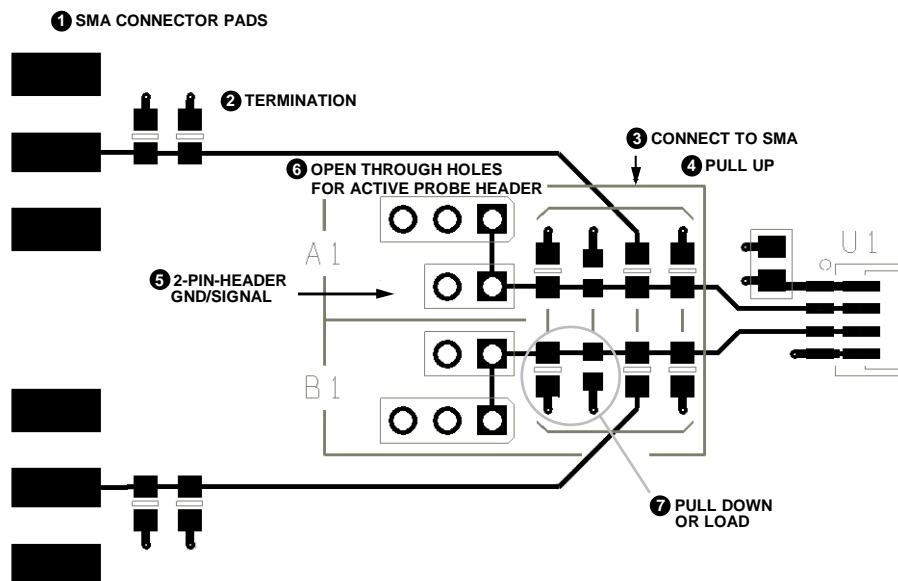 1 SMA CONNECTOR PADS
2 TERMINATION
3 CONNECT TO SMA
4 PULL UP
6 OPEN THROUGH HOLES
FOR ACTIVE PROBE HEADER
A1
U1
5 2-PIN-HEADER
GND/SIGNAL
B1
7 PULL DOWN
OR LOAD